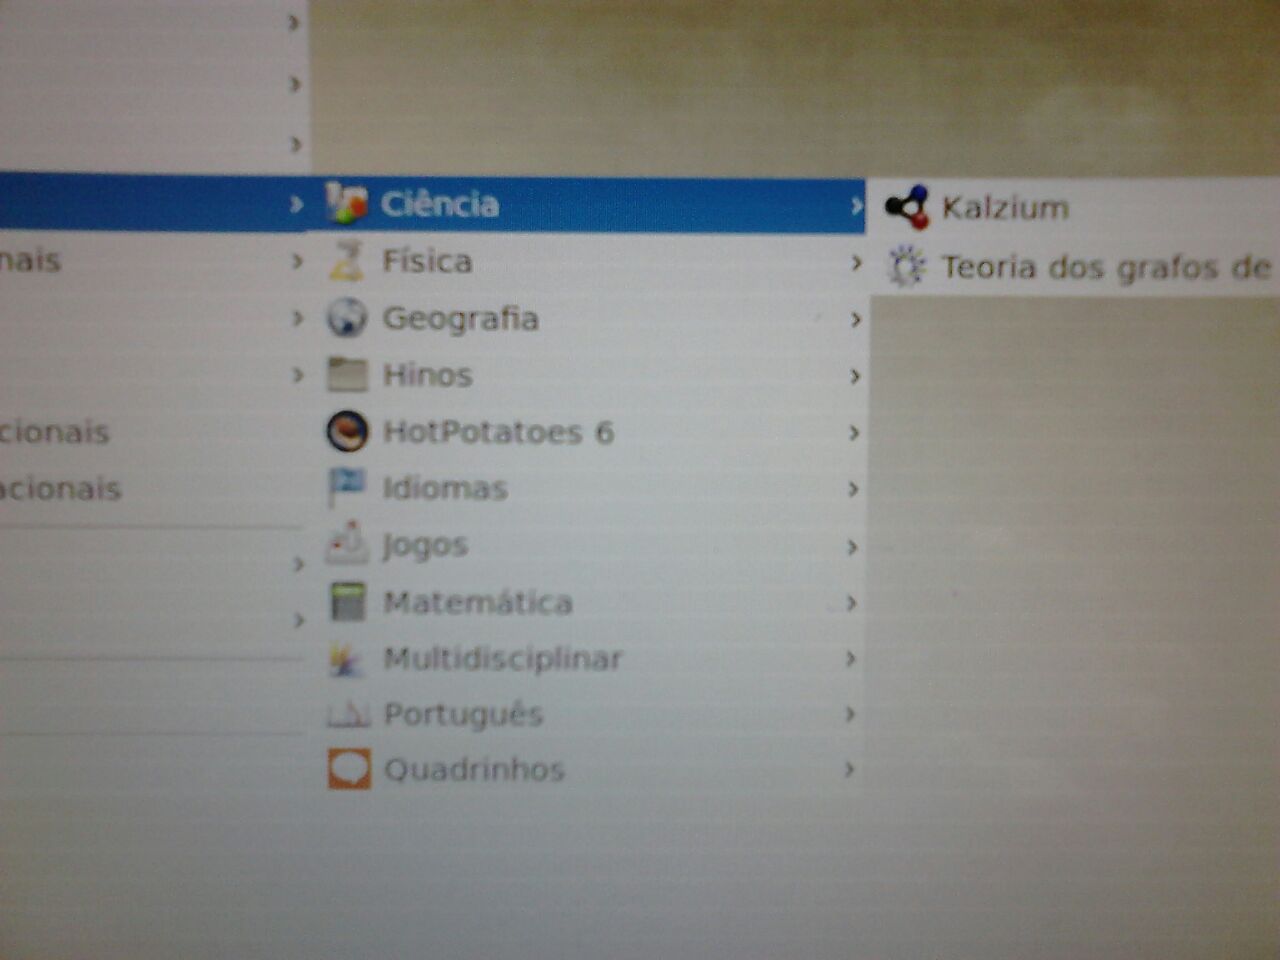 Ciência
Kalzium
Física
Teoria dos grafos de
nais
Geografia
Hinos
HotPotatoes 6
cionais
Idiomas
acionais
Jogos
Matemática
Multidisciplinar
Português
Quadrinhos